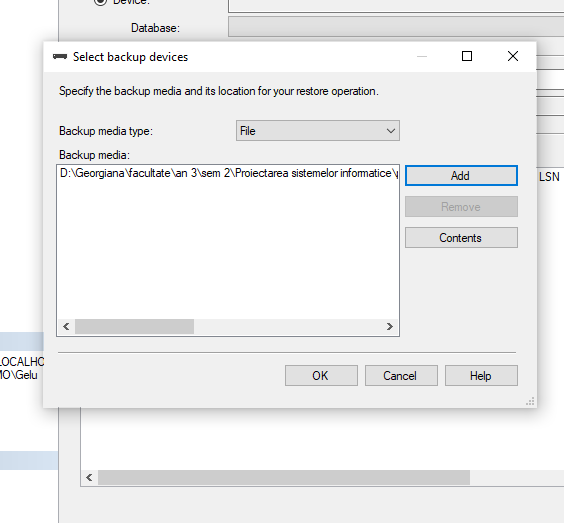 Device:
Database:
Select backup devices
Specify the backup media and its location for your restore operation.
Backup media type:
File
Backup media:
D:\Georgiana\facultate\an 3\sem 2\Proiectarea sistemelor informatice\
Add
LSN
Remove
Contents
LOCALHO
MO\Gelu
OK
Cancel
Help